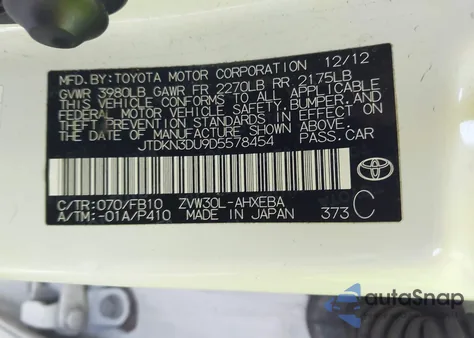 MFD.BY:TOYOTA MOTOR CORPORATION 12/12
GVWR 3980LB GAWR FR 2270LB RR 2175LB
THIS VEHICLE CONFORMS TO ALL APPLICABLE
FEDERAL MOTOR VEHICLE SAFETY, BUMPER, AND
THEFT PREVENTION STANDARDS IN EFFECT ON
THE DATE OF MANUFACTURE SHOWN ABOVE.
JTDKN3DU9D5578454 PASS.CAR
C/TR:070/FB10 ZVW30L-AHXEBA
A/TM:-01A/P410 MADE IN JAPAN 373 C
autoSnap